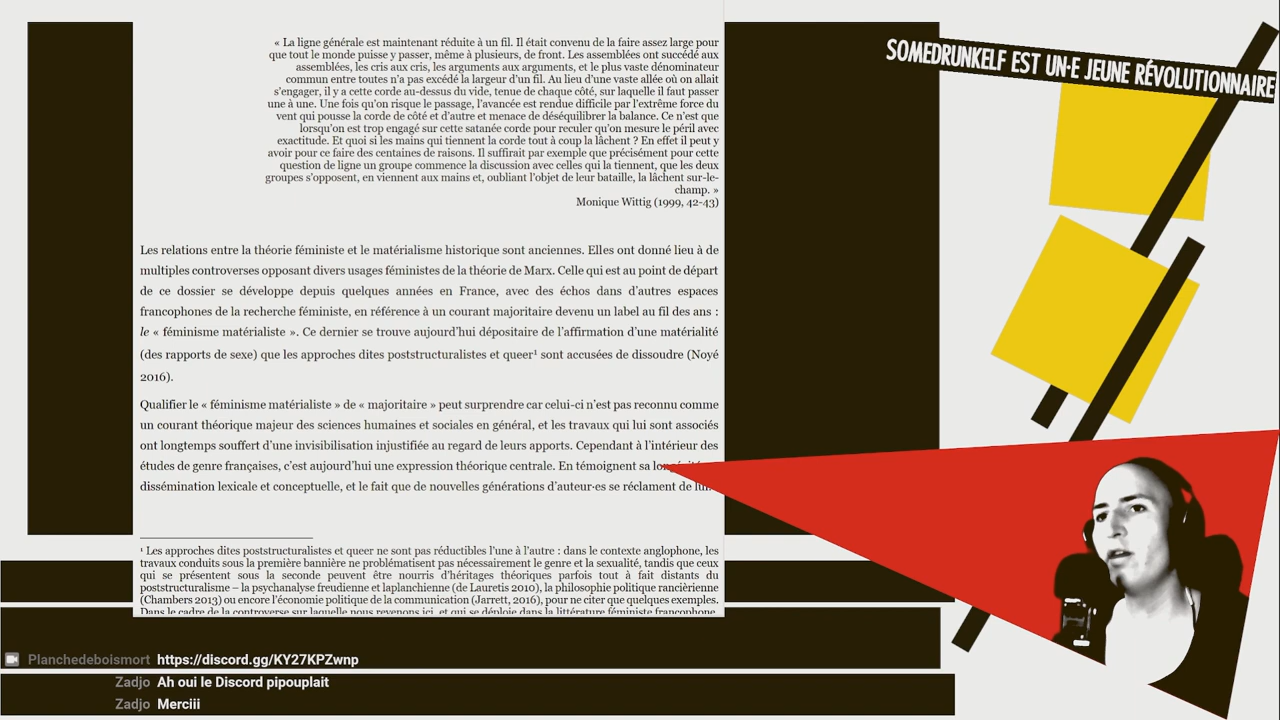 « La ligne générale est maintenant réduite à un fil. Il était convenu de la faire assez large pour
que tout le monde puisse y passer, même à plusieurs, de front. Les assemblées ont succédé aux
assemblées, les cris aux cris, les arguments aux arguments, et le plus vaste dénominateur
commun entre toutes n'a pas excédé la largeur d'un fil. Au lieu d'une vaste allée où on allait
s'engager, il y a cette corde au-dessus du vide, tenue de chaque côté, sur laquelle il faut passer
une à une. Une fois qu'on risque le passage, l'avancée est rendue difficile par l'extrême force du
vent qui pousse la corde de côté et d'autre et menace de déséquilibrer la balance. Ce n'est que
lorsqu'on est trop engagé sur cette satanée corde pour reculer qu'on mesure le péril avec
exactitude. Et quoi si les mains qui tiennent la corde tout à coup la lâchent ? En effet il peut y
avoir pour ce faire des centaines de raisons. Il suffirait par exemple que précisément pour cette
question de ligne un groupe commence la discussion avec celles qui la tiennent, que les deux
groupes s'opposent, en viennent aux mains et, oubliant l'objet de leur bataille, la lâchent sur-le-
champ. »
Monique Wittig (1999, 42-43)
Les relations entre la théorie féministe et le matérialisme historique sont anciennes. Elles ont donné lieu à de
multiples controverses opposant divers usages féministes de la théorie de Marx. Celle qui est au point de départ
de ce dossier se développe depuis quelques années en France, avec des échos dans d'autres espaces
francophones de la recherche féministe, en référence à un courant majoritaire devenu un label au fil des ans :
le « féminisme matérialiste ». Ce dernier se trouve aujourd'hui dépositaire de l'affirmation d'une matérialité
(des rapports de sexe) que les approches dites poststructuralistes et queer¹ sont accusées de dissoudre (Noyé
2016).
Qualifier le « féminisme matérialiste » de « majoritaire » peut surprendre car celui-ci n'est pas reconnu comme
un courant théorique majeur des sciences humaines et sociales en général, et les travaux qui lui sont associés
ont longtemps souffert d'une invisibilisation injustifiée au regard de leurs apports. Cependant à l'intérieur des
études de genre françaises, c'est aujourd'hui une expression théorique centrale. En témoignent sa
dissémination lexicale et conceptuelle, et le fait que de nouvelles générations d'auteur·es se réclament de
¹ Les approches dites poststructuralistes et queer ne sont pas réductibles l'une à l'autre : dans le contexte anglophone, les
travaux conduits sous la première bannière ne problématisent pas nécessairement le genre et la sexualité, tandis que ceux
qui se présentent sous la seconde peuvent être nourris d'héritages théoriques parfois tout à fait distants du
poststructuralisme – la psychanalyse freudienne et laplanchienne (de Lauretis 2010), la philosophie politique rancièrienne
(Chambers 2013) ou encore l'économie politique de la communication (Jarrett, 2016), pour ne citer que quelques exemples.
Dans le cadre de la controverse sur laquelle nous revenons ici, et qui se déploie dans la littérature féministe francophone,
SOMEDRUNKELF EST UN·E JEUNE RÉVOLUTIONNAIRE
Planchedeboismort https://discord.gg/KY27KPZwnp
Zadjo Ah oui le Discord pipouplait
Zadjo Merciii